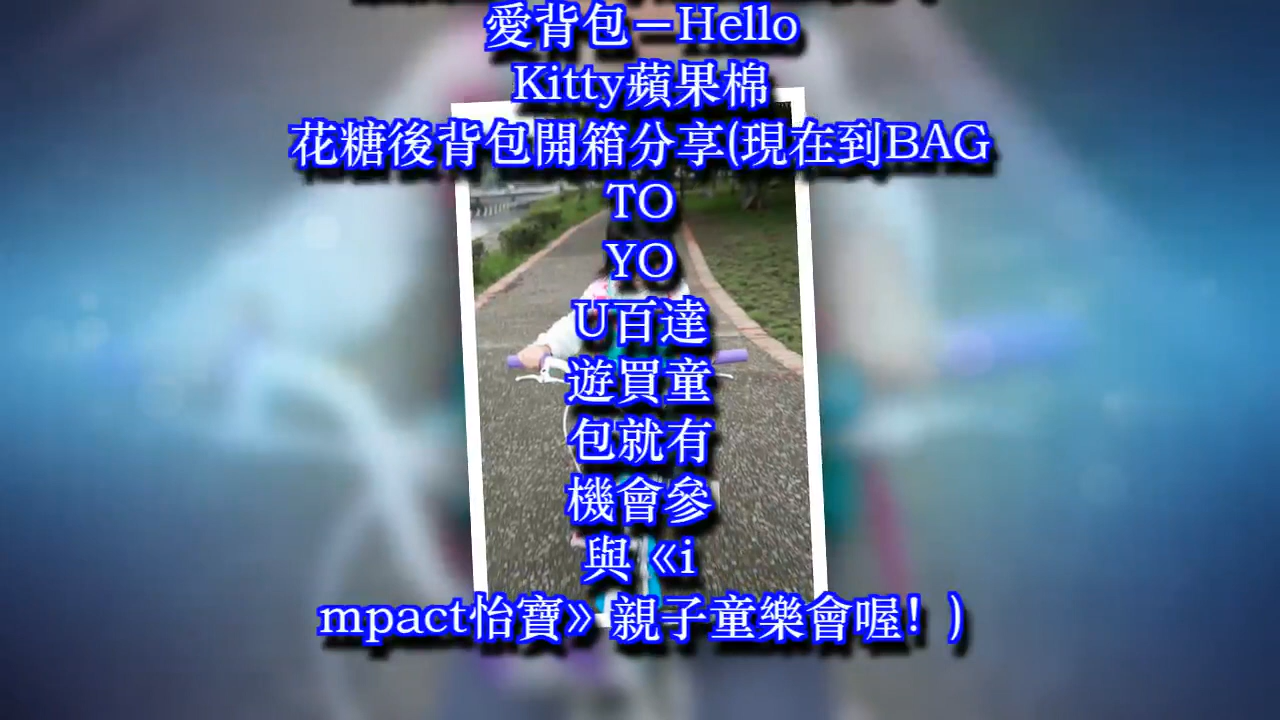 愛背包－Hello
Kitty蘋果棉
花糖後背包開箱分享(現在到BAG
TO
YO
U百達
遊買童
包就有
機會參
與《i
mpact怡寶》親子童樂會喔！)